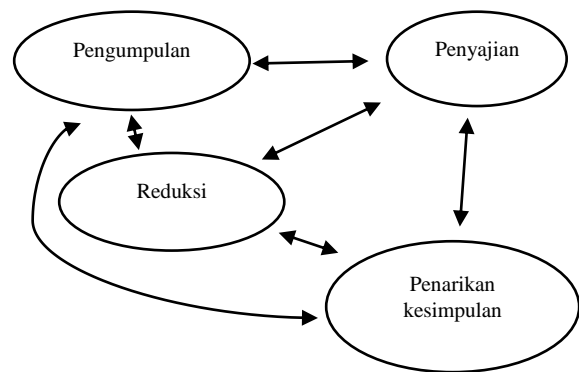 Pengumpulan
Penyajian
Reduksi
Penarikan
kesimpulan